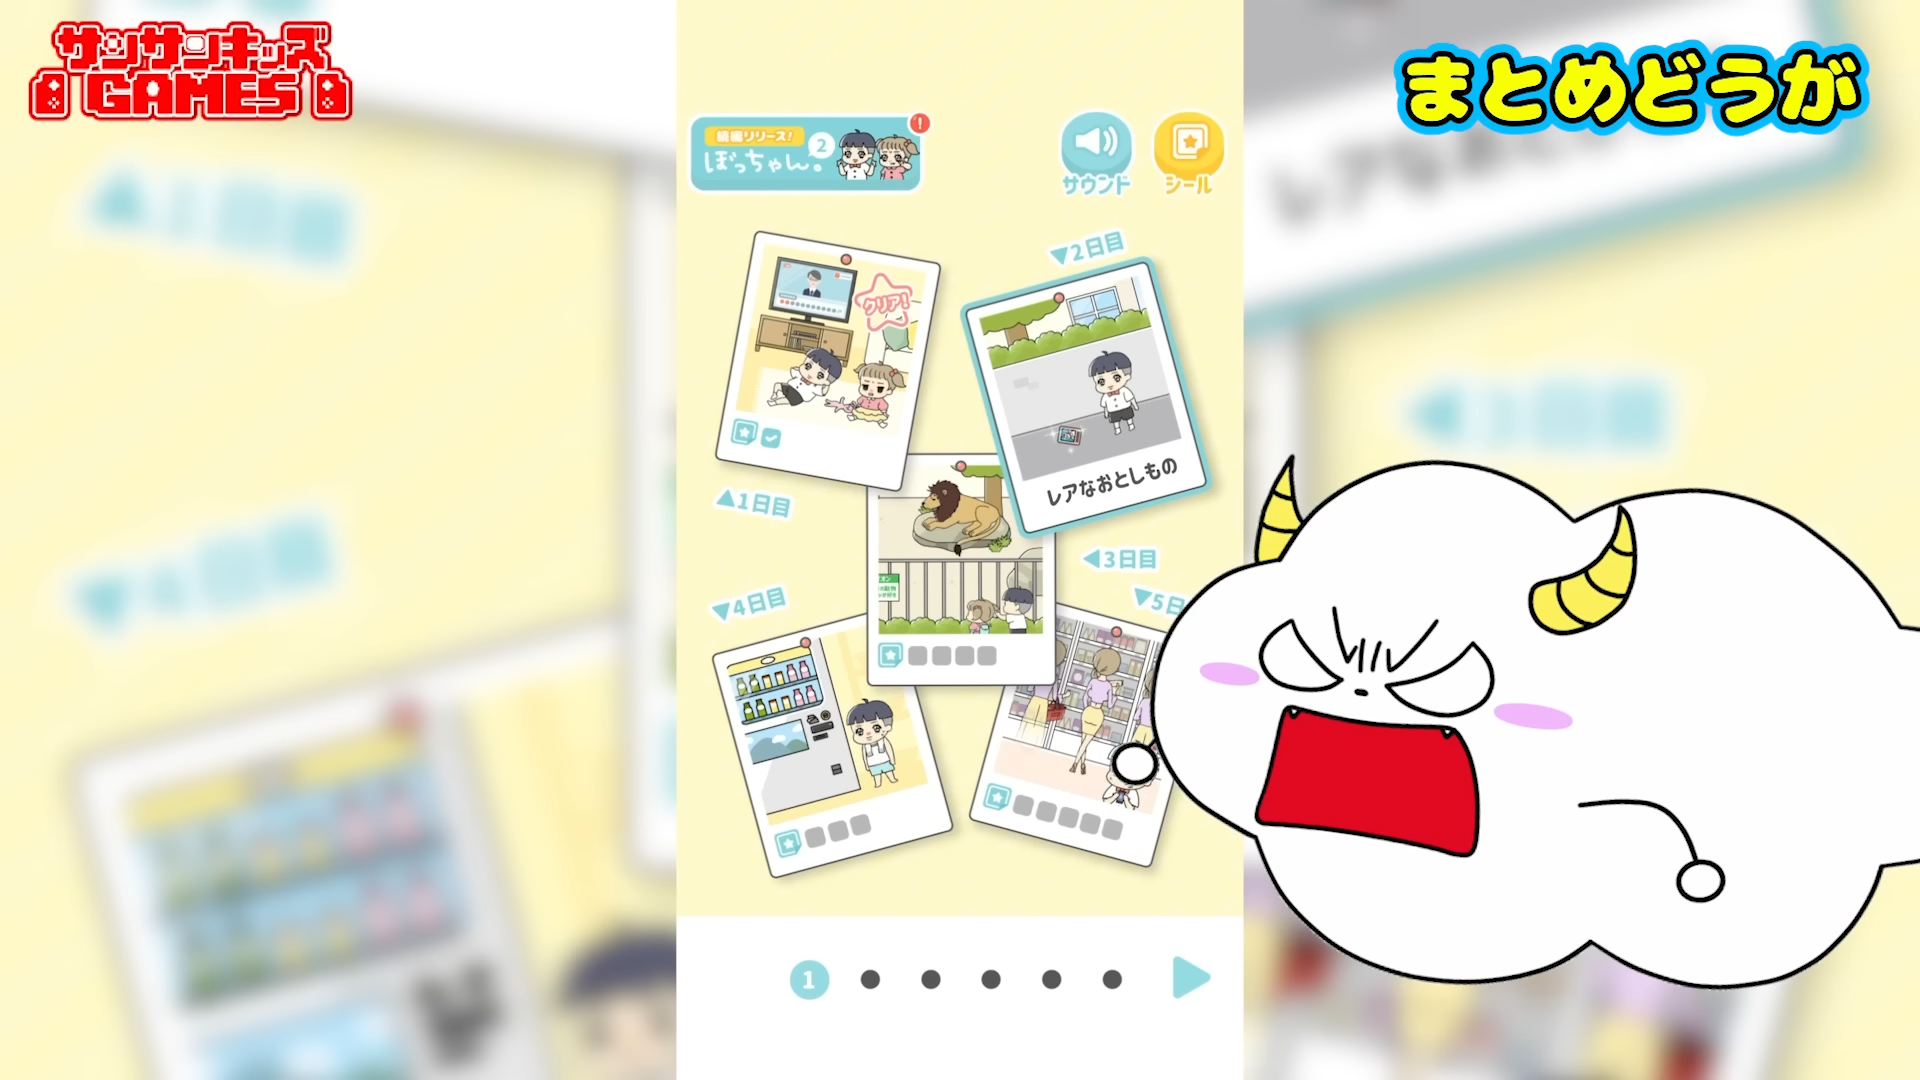 サンサンキッズ
GAMES
まとめどうが
続編リリース!
ぼっちゃん。2
!
サウンド
シール
▼2日目
クリア!
レアなおとしもの
▲1日目
◀3日目
▼4日目
▼5日
1